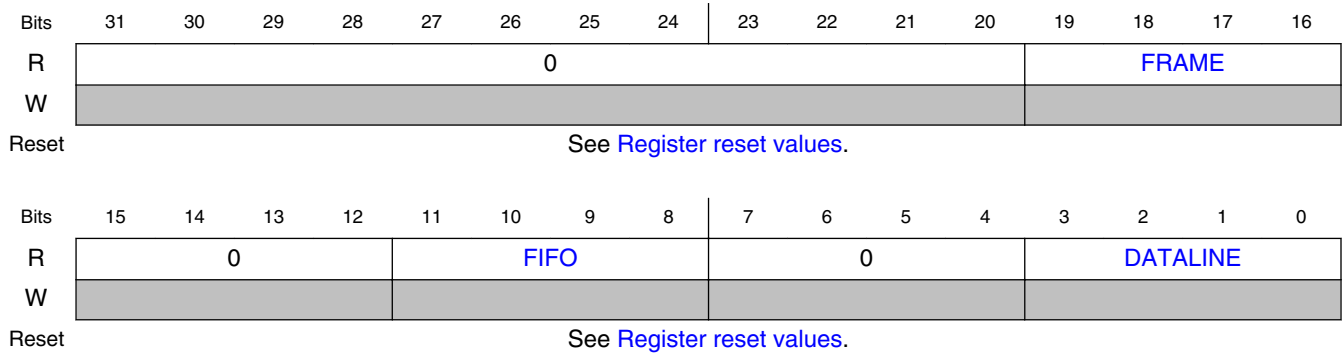 Bits 31 30 29 28 27 26 25 24 23 22 21 20 19 18 17 16
R 0 FRAME
W
Reset See Register reset values.
Bits 15 14 13 12 11 10 9 8 7 6 5 4 3 2 1 0
R 0 FIFO 0 DATALINE
W
Reset See Register reset values.